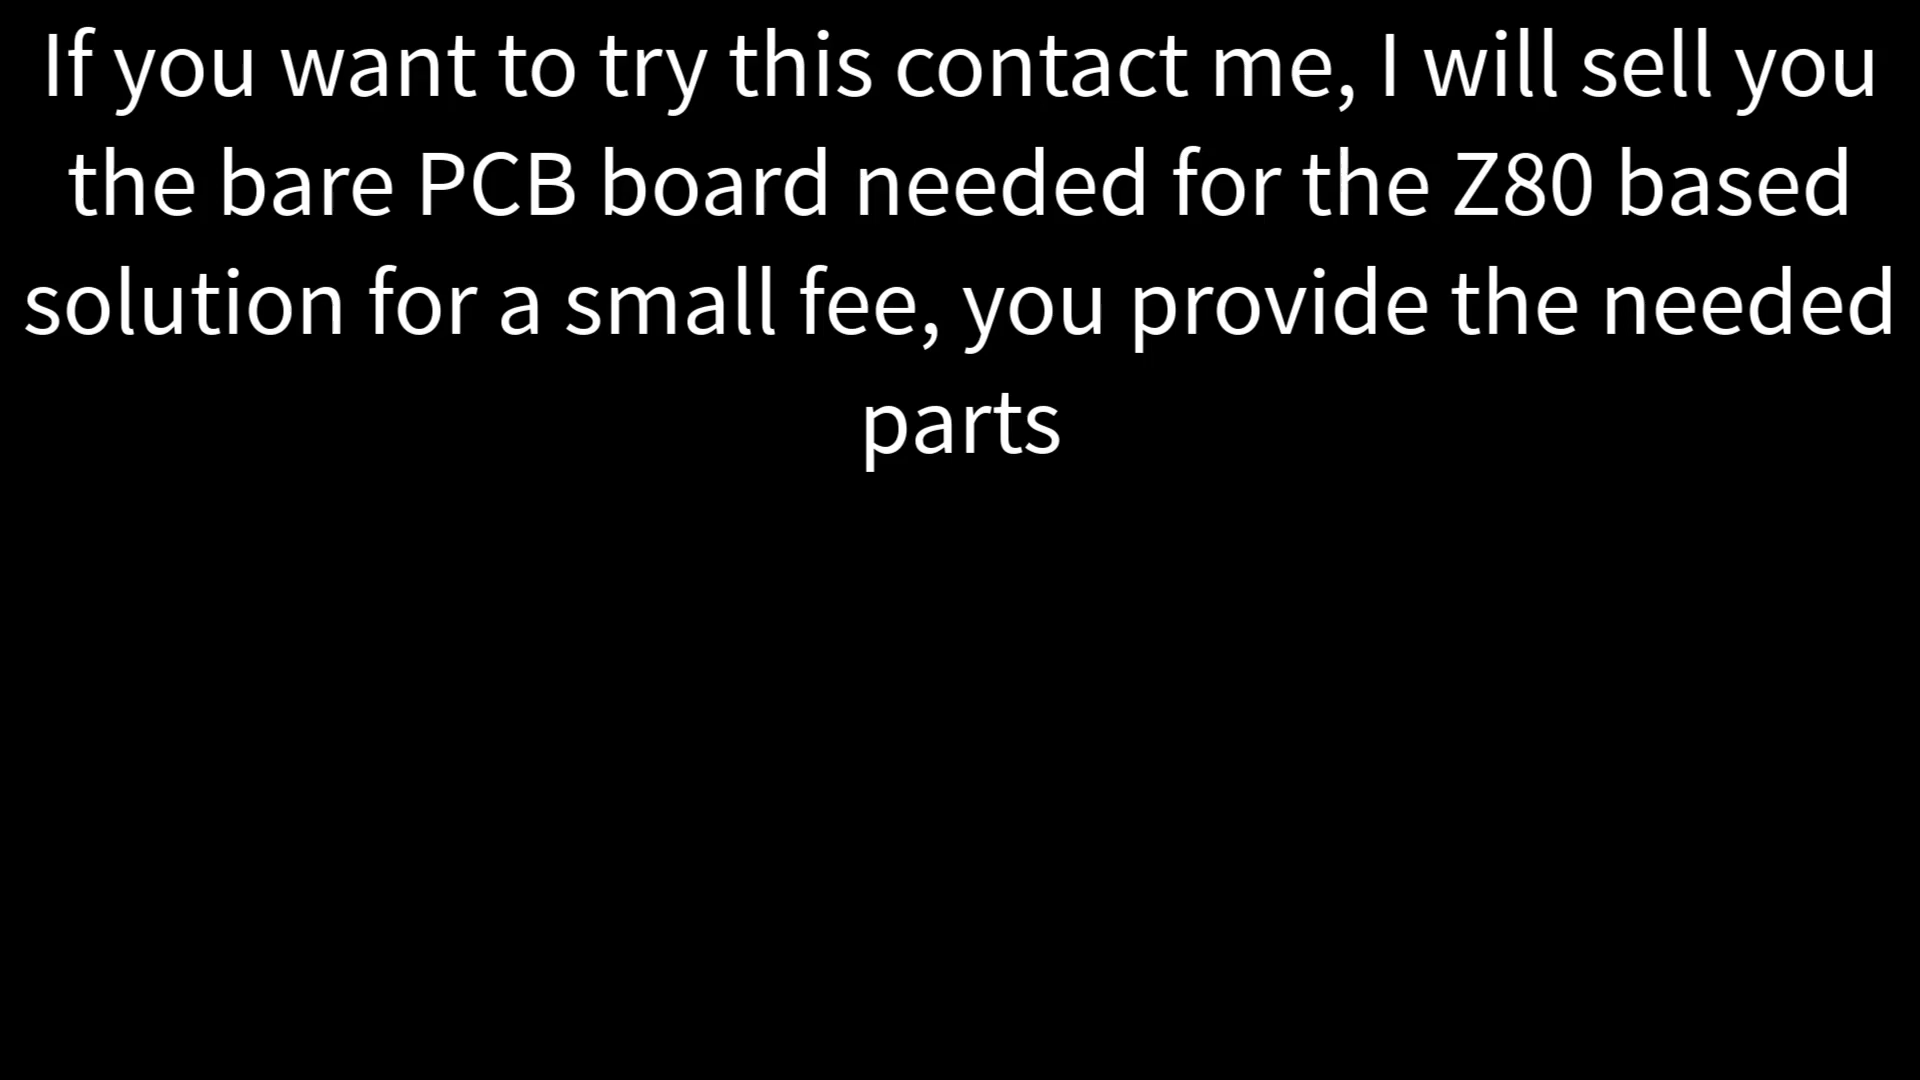 If you want to try this contact me, I will sell you
the bare PCB board needed for the Z80 based
solution for a small fee, you provide the needed
parts